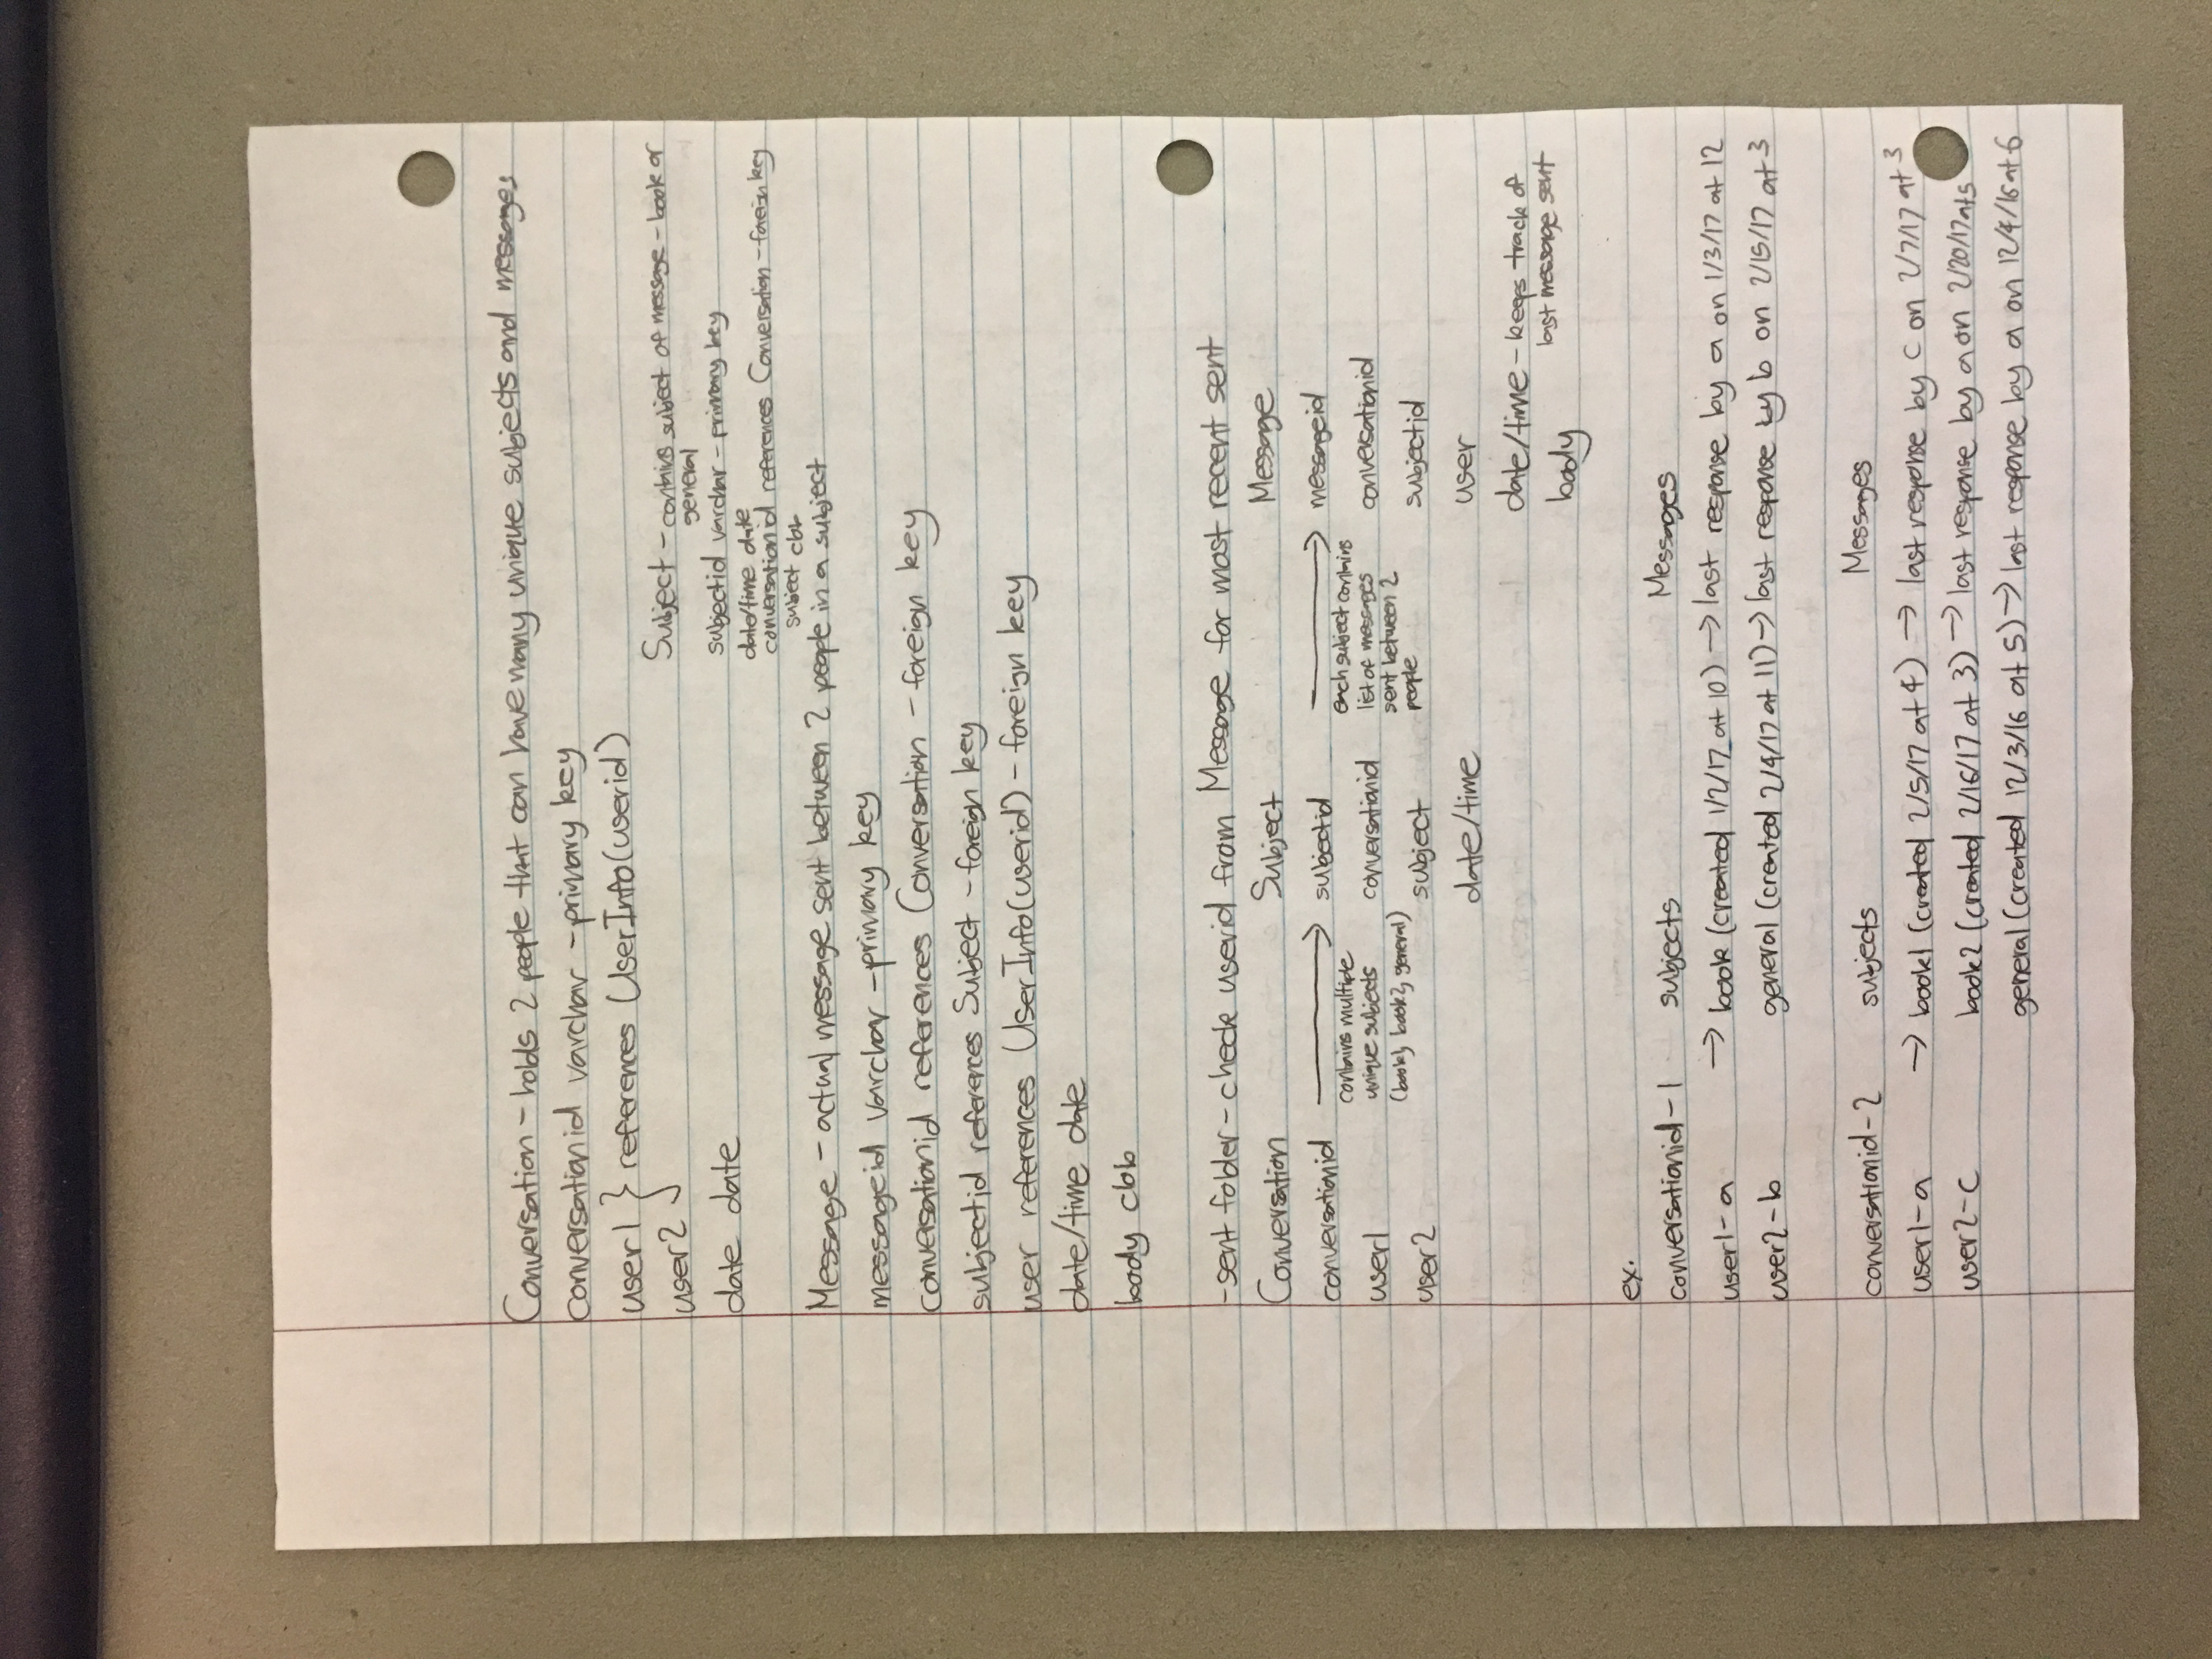 Conversation - holds 2 people that can have many unique subjects and messages
conversationid varchar - primary key
user1 } references UserInfo(userid)
user2
date date
Subject - contains subject of message - book or
general
subjectid varchar - primary key
date/time date
conversationid references Conversation - foreign key
subject clob
Message - actual message sent between 2 people in a subject
messageid varchar - primary key
conversationid references Conversation - foreign key
subjectid references Subject - foreign key
user references UserInfo(userid) - foreign key
date/time date
body clob
- sent folder - check userid from Message for most recent sent
Conversation Subject Message
conversationid → subjectid → messageid
contains multiple each subject contains
user1 unique subjects conversationid list of messages conversationid
(book1, book2, general) sent between 2
user2 subject people subjectid
date/time user
date/time - keeps track of
last message sent
body
ex.
conversationid - 1 subjects Messages
user1 - a → book (created 1/2/17 at 10) → last response by a on 1/3/17 at 12
user2 - b general (created 2/4/17 at 11) → last response by b on 2/15/17 at 3
conversationid - 2 subjects Messages
user1 - a → book1 (created 2/5/17 at 4) → last response by c on 2/7/17 at 3
user2 - c book2 (created 2/16/17 at 3) → last response by a on 2/20/17 at 5
general (created 12/3/16 at 5) → last response by a on 12/4/16 at 6